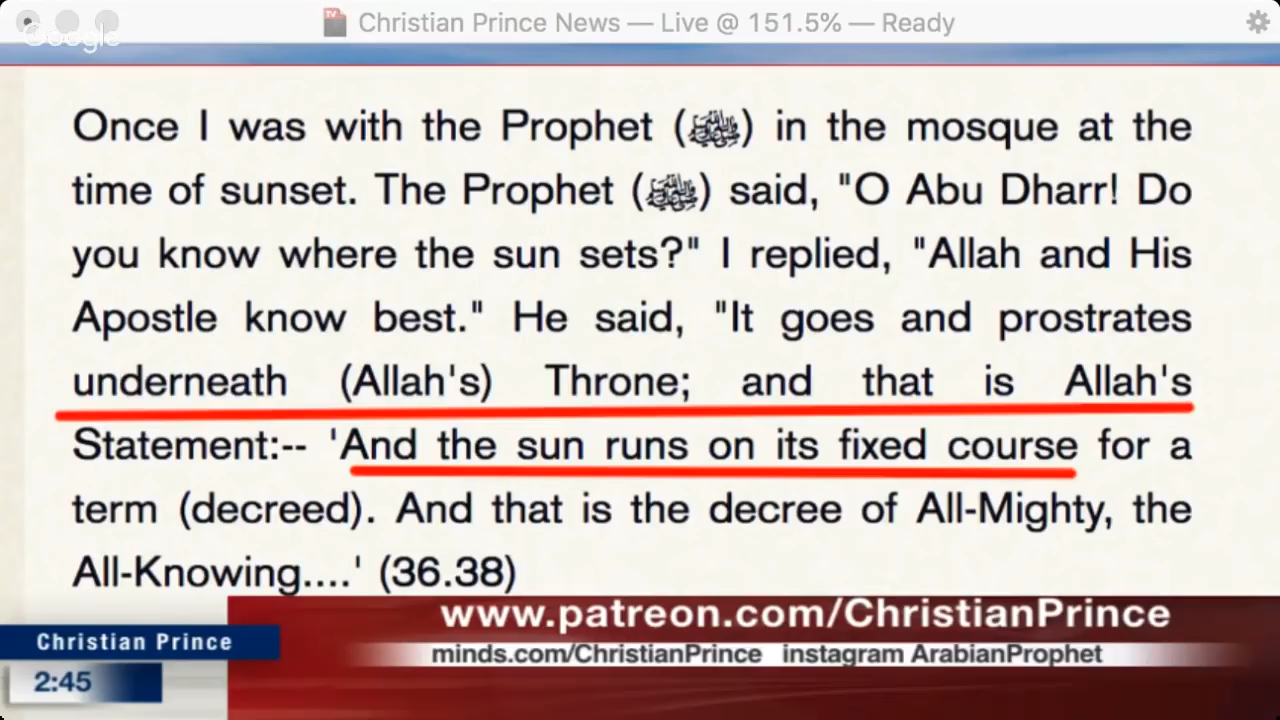 Christian Prince News — Live @ 151.5% — Ready
Google
Once I was with the Prophet (ﷺ) in the mosque at the
time of sunset. The Prophet (ﷺ) said, "O Abu Dharr! Do
you know where the sun sets?" I replied, "Allah and His
Apostle know best." He said, "It goes and prostrates
underneath (Allah's) Throne; and that is Allah's
Statement:-- 'And the sun runs on its fixed course for a
term (decreed). And that is the decree of All-Mighty, the
All-Knowing....' (36.38)
www.patreon.com/ChristianPrince
Christian Prince
minds.com/ChristianPrince instagram ArabianProphet
2:45